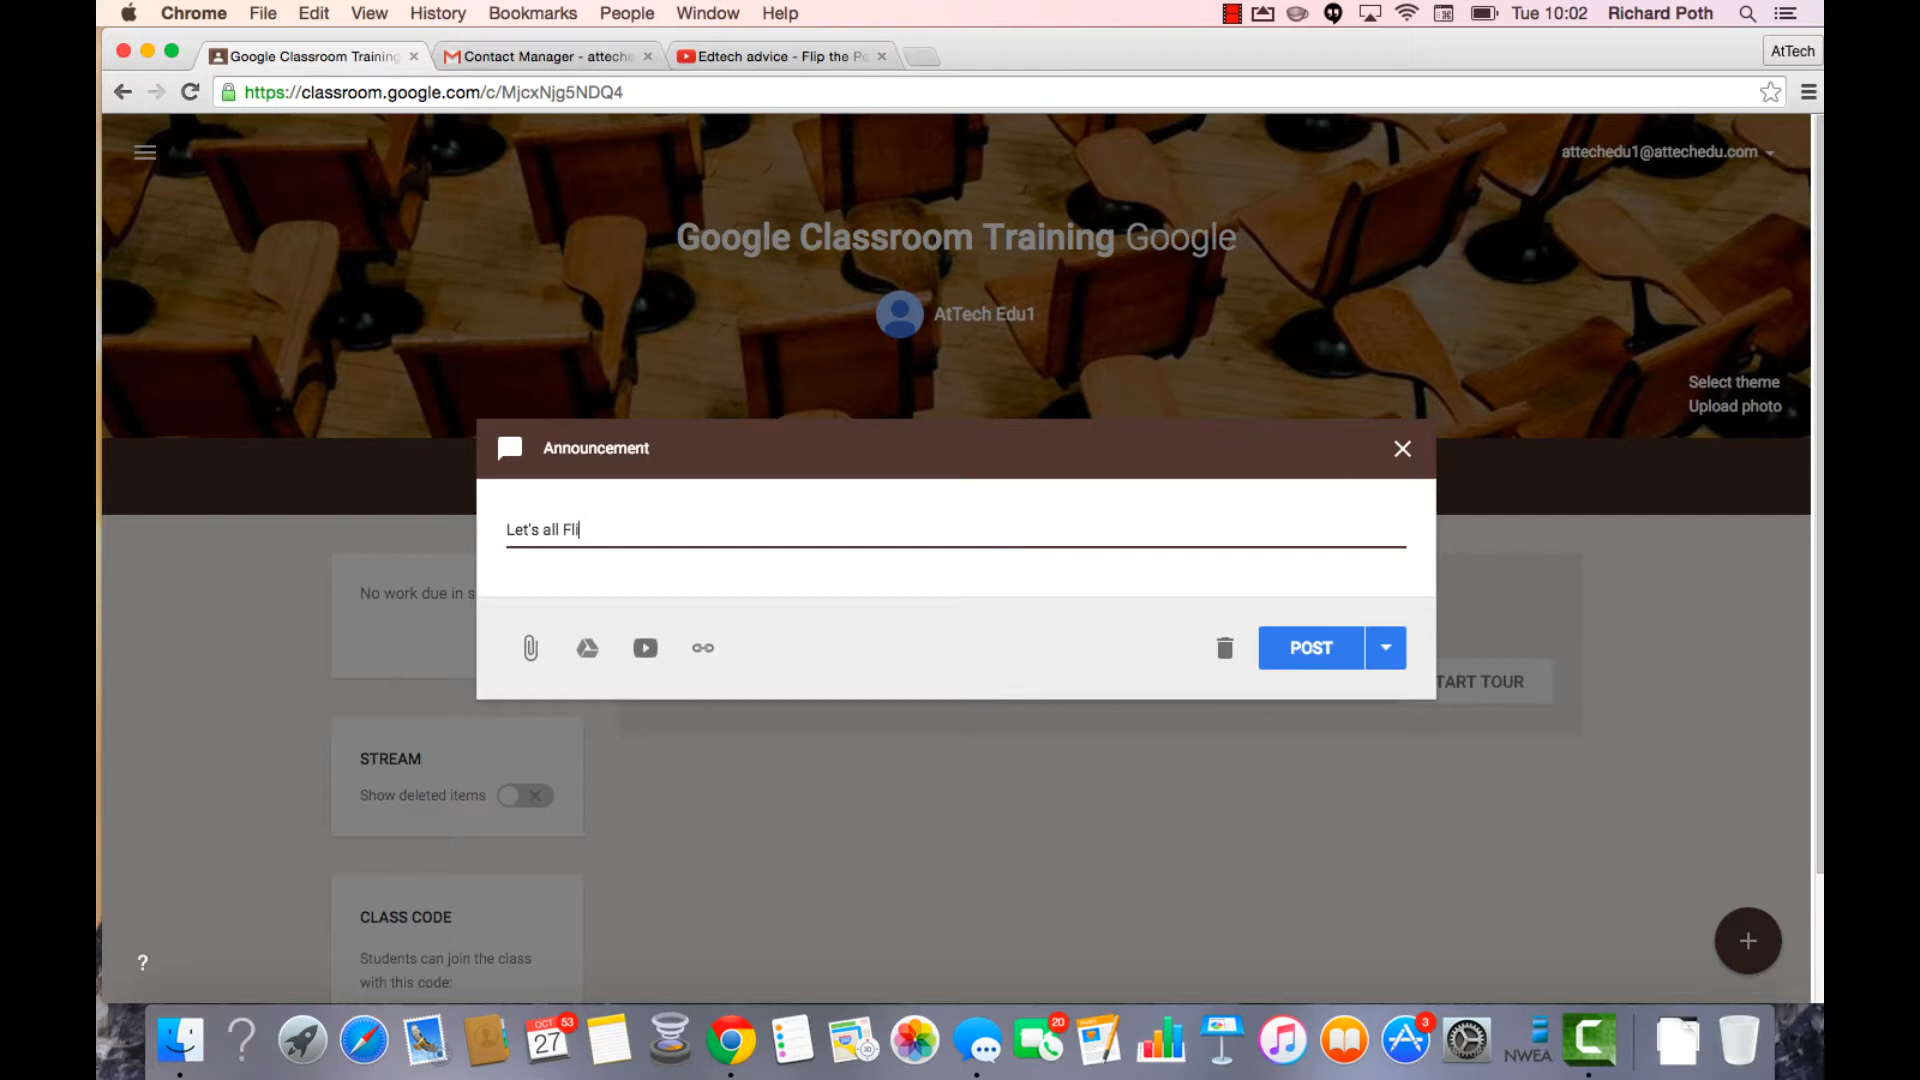 Chrome File Edit View History Bookmarks People Window Help Tue 10:02 Richard Poth
Google Classroom Training Contact Manager - atteche Edtech advice - Flip the Pe AtTech
https://classroom.google.com/c/MjcxNjg5NDQ4
attechedu1@attechedu.com
Google Classroom Training Google
AtTech Edu1
Select theme
Upload photo
Announcement
Let's all Fli
No work due in s
POST
TART TOUR
STREAM
Show deleted items
CLASS CODE
Students can join the class
with this code:
?
OCT 53
27
20
3
NWEA